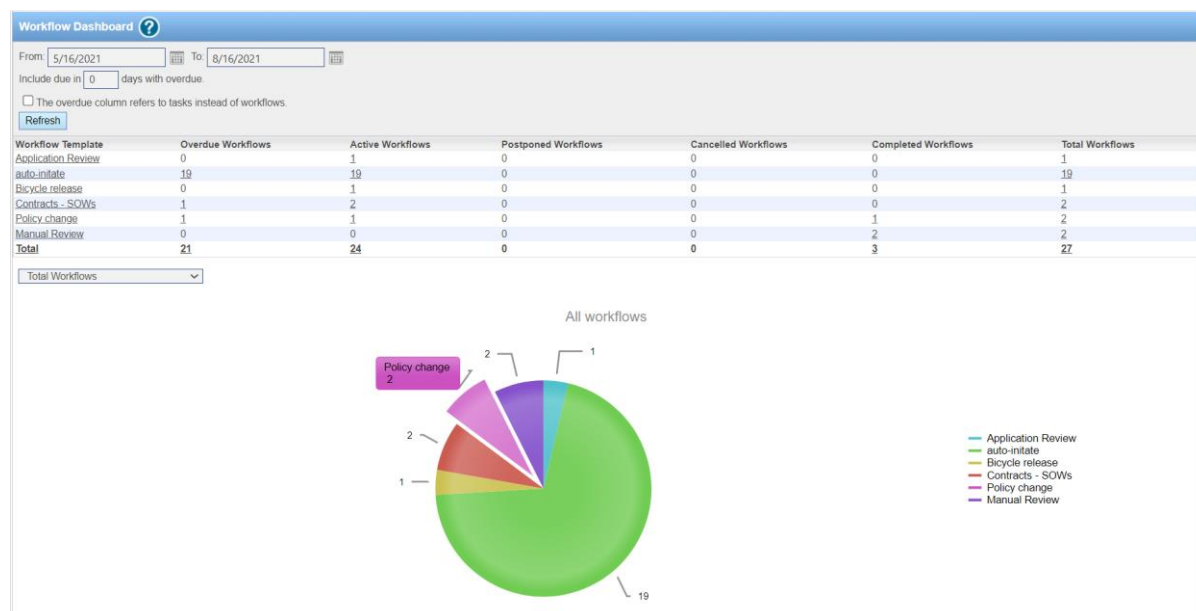 Workflow Dashboard ?
From: 5/16/2021 To: 8/16/2021
Include due in 0 days with overdue.
The overdue column refers to tasks instead of workflows.
Refresh
Workflow Template Overdue Workflows Active Workflows Postponed Workflows Cancelled Workflows Completed Workflows Total Workflows
Application Review 0 1 0 0 0 1
auto-initate 19 19 0 0 0 19
Bicycle release 0 1 0 0 0 1
Contracts - SOWs 1 2 0 0 0 2
Policy change 1 1 0 0 1 2
Manual Review 0 0 0 0 2 2
Total 21 24 0 0 3 27
Total Workflows
All workflows
2 1
Policy change
2
2
1
19
Application Review
auto-initate
Bicycle release
Contracts - SOWs
Policy change
Manual Review